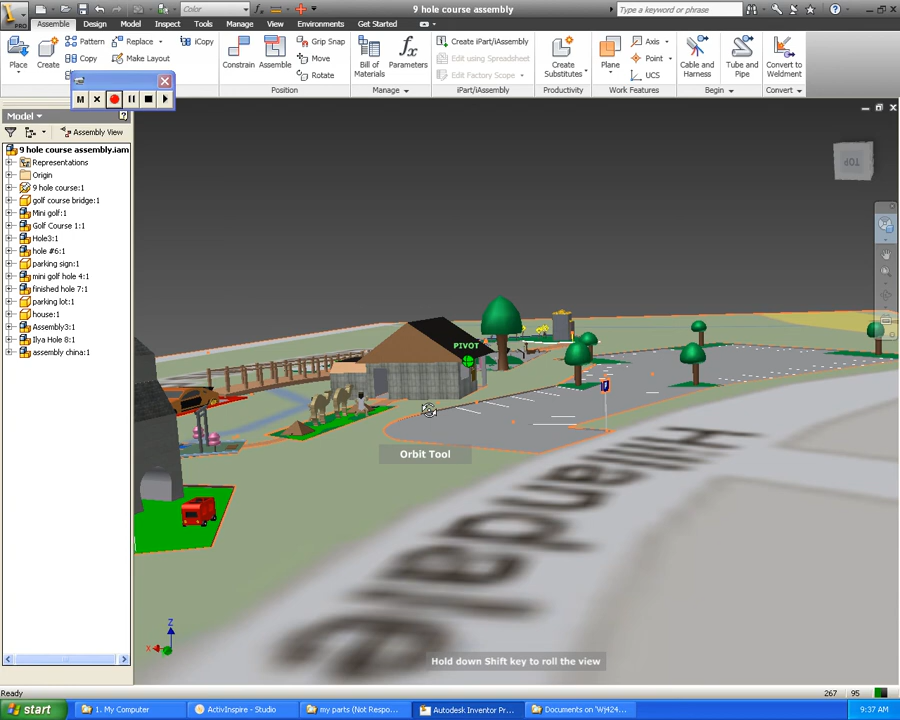 PRO
Color
9 hole course assembly
Type a keyword or phrase
Assemble
Design
Model
Inspect
Tools
Manage
View
Environments
Get Started
Place
Create
Pattern
Copy
Replace
Make Layout
iCopy
Constrain
Assemble
Grip Snap
Move
Rotate
Position
Bill of
Materials
Parameters
Manage
Create iPart/iAssembly
Edit using Spreadsheet
Edit Factory Scope
iPart/iAssembly
Create
Substitutes
Productivity
Plane
Axis
Point
UCS
Work Features
Cable and
Harness
Tube and
Pipe
Begin
Convert to
Weldment
Convert
M
Model
Assembly View
9 hole course assembly.iam
Representations
Origin
9 hole course:1
golf course bridge:1
Mini golf:1
Golf Course 1:1
Hole3:1
hole #6:1
parking sign:1
mini golf hole 4:1
finished hole 7:1
parking lot:1
house:1
Assembly3:1
Ilya Hole 8:1
assembly china:1
TOP
PIVOT
P
Orbit Tool
Hold down Shift key to roll the view
Z
X
Ready
267
95
start
1. My Computer
ActivInspire - Studio
my parts (Not Respo...
Autodesk Inventor Pr...
Documents on 'Wj424...
9:37 AM